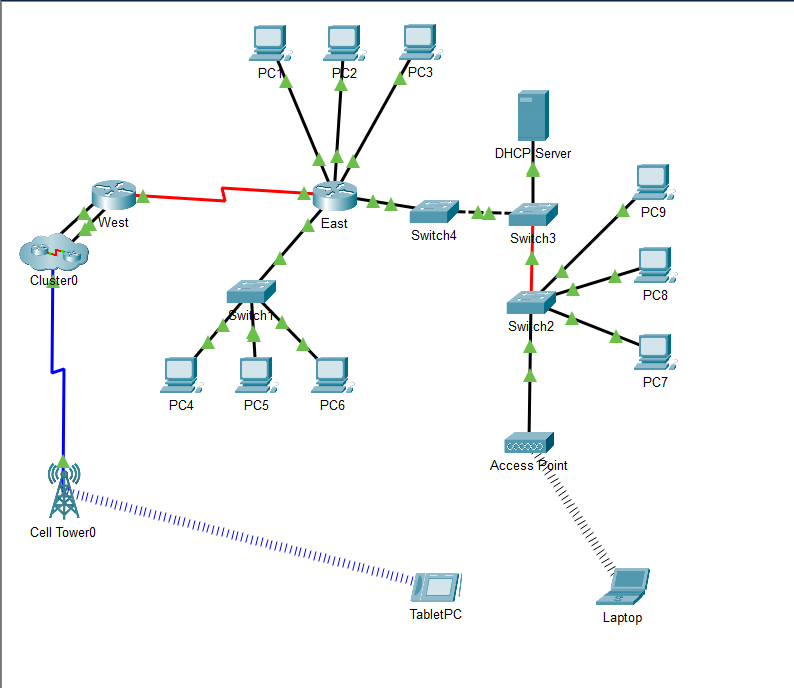 PC1
PC2
PC3
DHCP Server
PC9
West
East
Switch4
Switch3
Cluster0
PC8
Switch1
Switch2
PC7
PC4
PC5
PC6
Access Point
Cell Tower0
TabletPC
Laptop